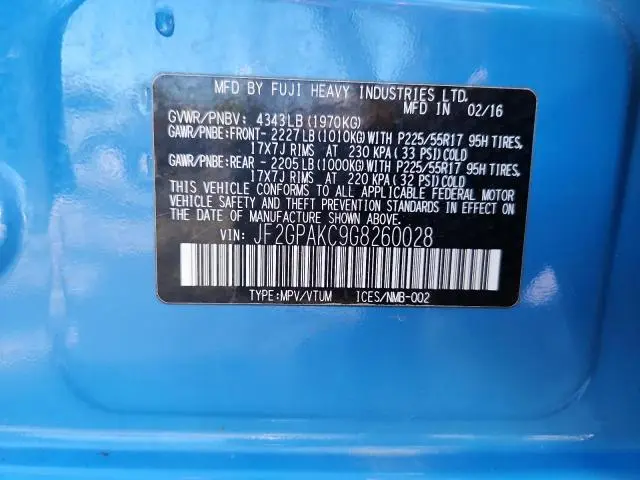 MFD BY FUJI HEAVY INDUSTRIES LTD.
MFD IN 02/16
GVWR/PNBV: 4343LB(1970KG)
GAWR/PNBE:FRONT- 2227LB(1010KG)WITH P225/55R17 95H TIRES,
17X7J RIMS AT 230 KPA(33 PSI)COLD
GAWR/PNBE:REAR - 2205LB(1000KG)WITH P225/55R17 95H TIRES,
17X7J RIMS AT 220 KPA(32 PSI)COLD
THIS VEHICLE CONFORMS TO ALL APPLICABLE FEDERAL MOTOR
VEHICLE SAFETY AND THEFT PREVENTION STANDARDS IN EFFECT ON
THE DATE OF MANUFACTURE SHOWN ABOVE.
VIN: JF2GPAKC9G8260028
TYPE:MPV/VTUM ICES/NMB-002